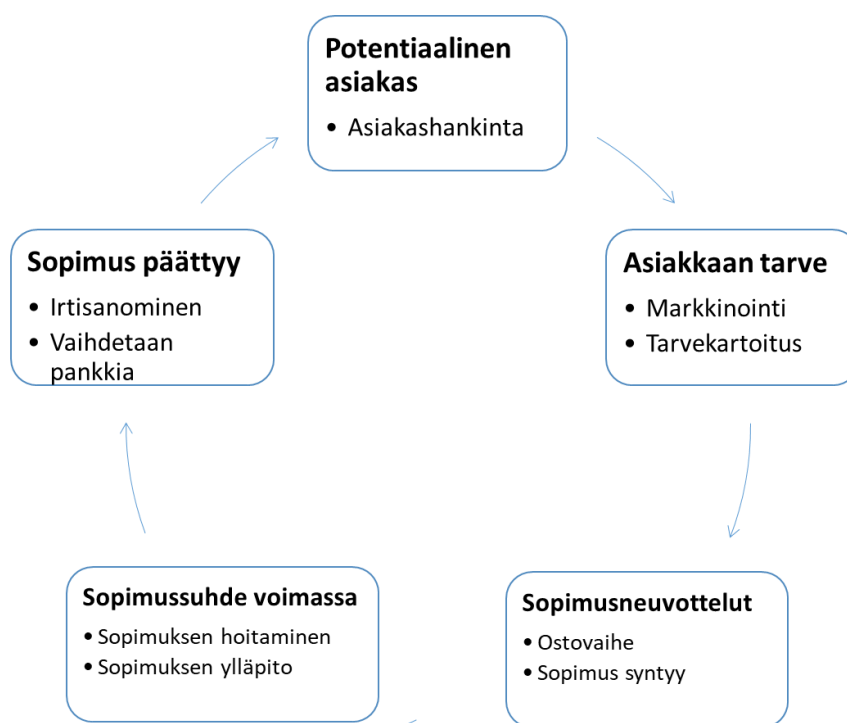 Potentiaalinen
asiakas
• Asiakashankinta
Asiakkaan tarve
• Markkinointi
• Tarvekartoitus
Sopimusneuvottelut
• Ostovaihe
• Sopimus syntyy
Sopimussuhde voimassa
• Sopimuksen hoitaminen
• Sopimuksen ylläpito
Sopimus päättyy
• Irtisanominen
• Vaihdetaan
pankkia